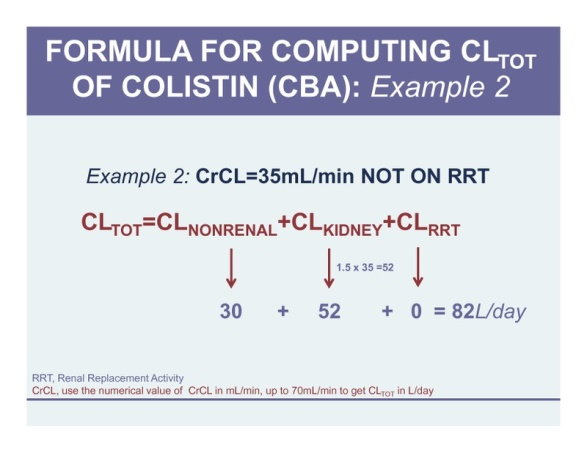 FORMULA FOR COMPUTING CLTOT
OF COLISTIN (CBA): Example 2
Example 2: CrCL=35mL/min NOT ON RRT
CLTOT=CLNONRENAL+CLKIDNEY+CLRRT
1.5 x 35 =52
30 + 52 + 0 = 82L/day
RRT, Renal Replacement Activity
CrCL, use the numerical value of CrCL in mL/min, up to 70mL/min to get CLTOT in L/day